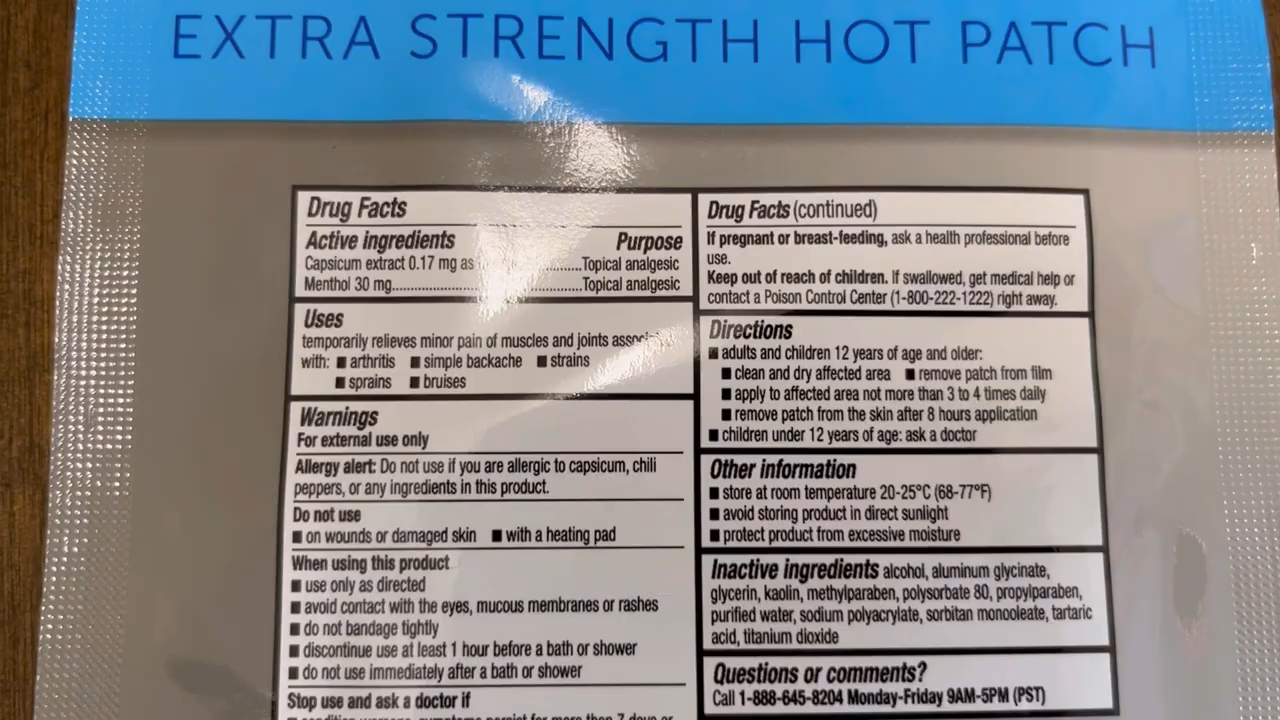 EXTRA STRENGTH HOT PATCH
Drug Facts
Active ingredients Purpose
Capsicum extract 0.17 mg as ..........Topical analgesic
Menthol 30 mg..........Topical analgesic
Uses
temporarily relieves minor pain of muscles and joints
with: ■ arthritis ■ simple backache ■ strains
■ sprains ■ bruises
Warnings
For external use only
Allergy alert: Do not use if you are allergic to capsicum, chili
peppers, or any ingredients in this product.
Do not use
■ on wounds or damaged skin ■ with a heating pad
When using this product
■ use only as directed
■ avoid contact with the eyes, mucous membranes or rashes
■ do not bandage tightly
■ discontinue use at least 1 hour before a bath or shower
■ do not use immediately after a bath or shower
Stop use and ask a doctor if
Drug Facts (continued)
If pregnant or breast-feeding, ask a health professional before
use.
Keep out of reach of children. If swallowed, get medical help or
contact a Poison Control Center (1-800-222-1222) right away.
Directions
■ adults and children 12 years of age and older:
■ clean and dry affected area ■ remove patch from film
■ apply to affected area not more than 3 to 4 times daily
■ remove patch from the skin after 8 hours application
■ children under 12 years of age: ask a doctor
Other information
■ store at room temperature 20-25°C (68-77°F)
■ avoid storing product in direct sunlight
■ protect product from excessive moisture
Inactive ingredients alcohol, aluminum glycinate,
glycerin, kaolin, methylparaben, polysorbate 80, propylparaben,
purified water, sodium polyacrylate, sorbitan monooleate, tartaric
acid, titanium dioxide
Questions or comments?
Call 1-888-645-8204 Monday-Friday 9AM-5PM (PST)